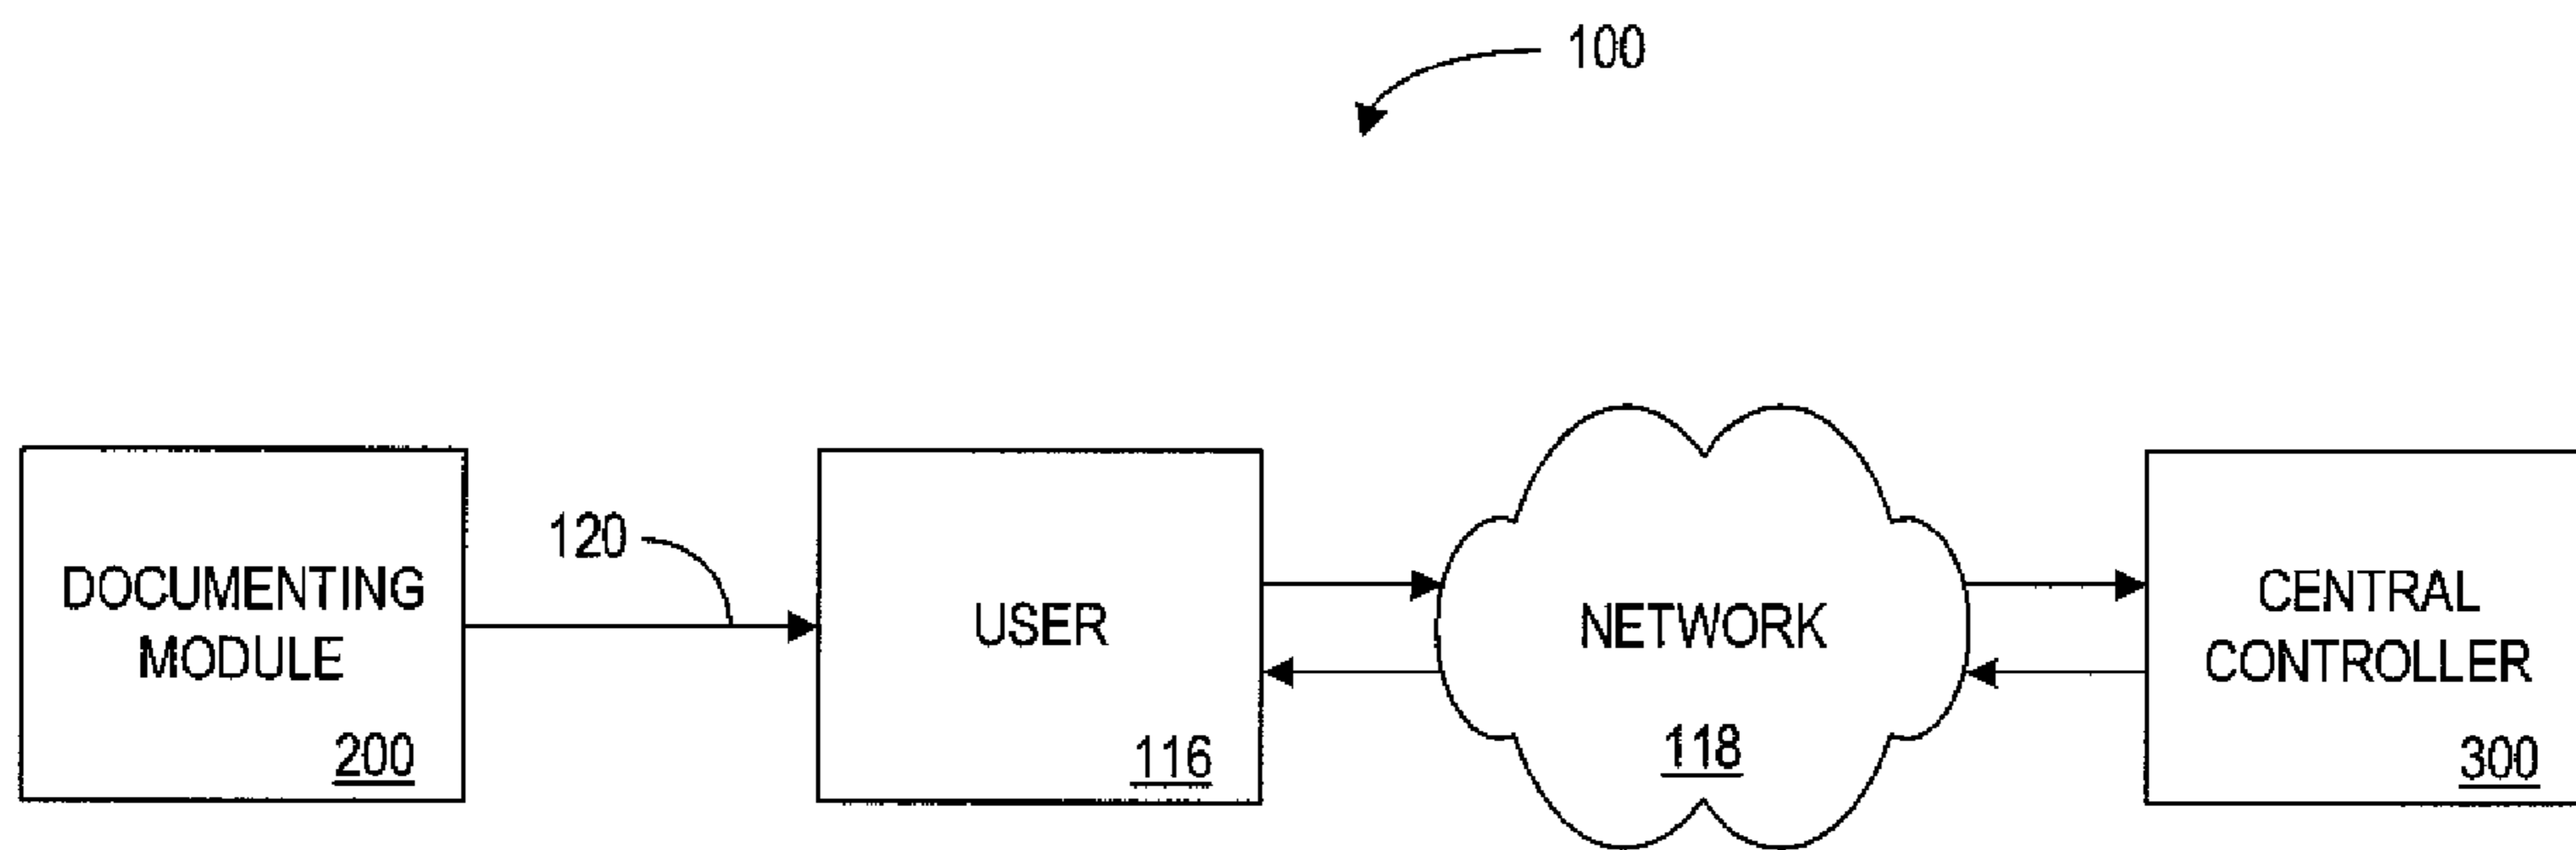 100
120
DOCUMENTING
MODULE
200
USER
116
NETWORK
118
CENTRAL
CONTROLLER
300